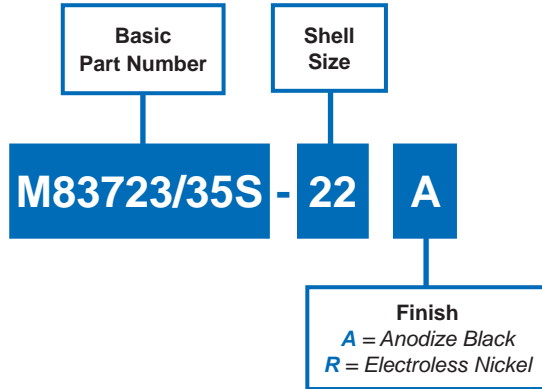 Basic
Part Number
Shell
Size
M83723/35S - 22 A
Finish
A = Anodize Black
R = Electroless Nickel